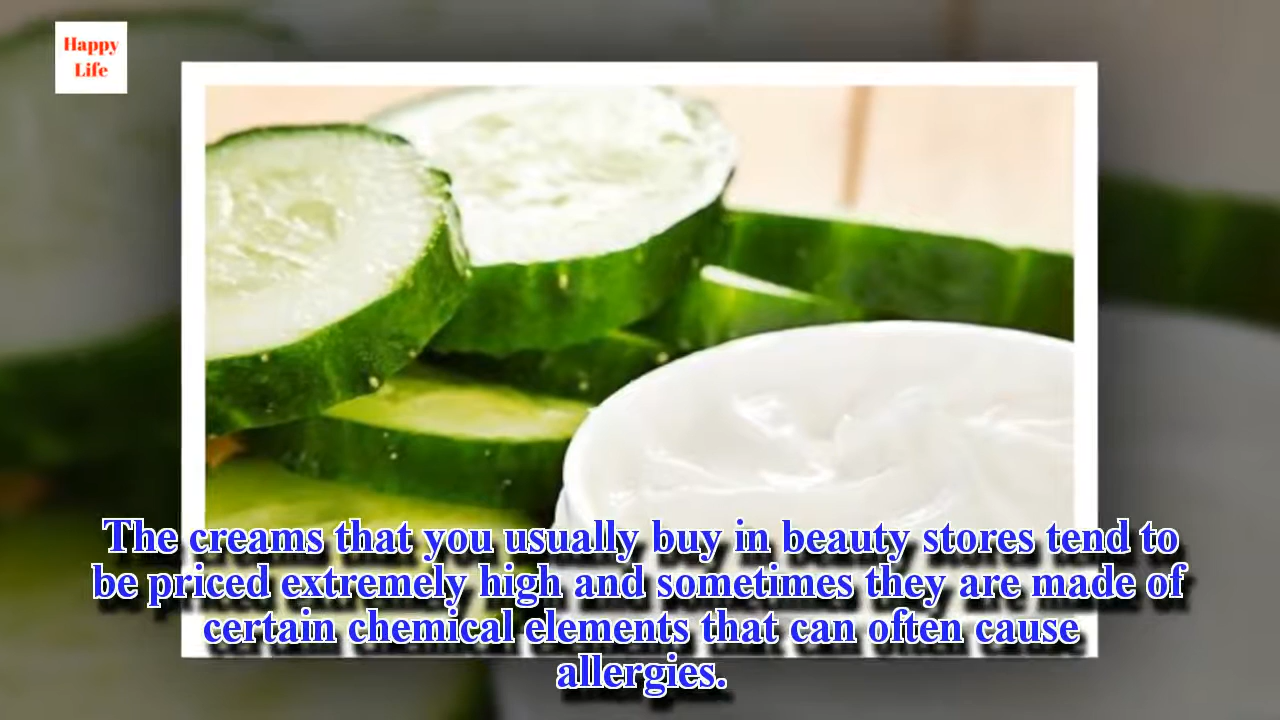 Happy
Life
The creams that you usually buy in beauty stores tend to
be priced extremely high and sometimes they are made of
certain chemical elements that can often cause
allergies.